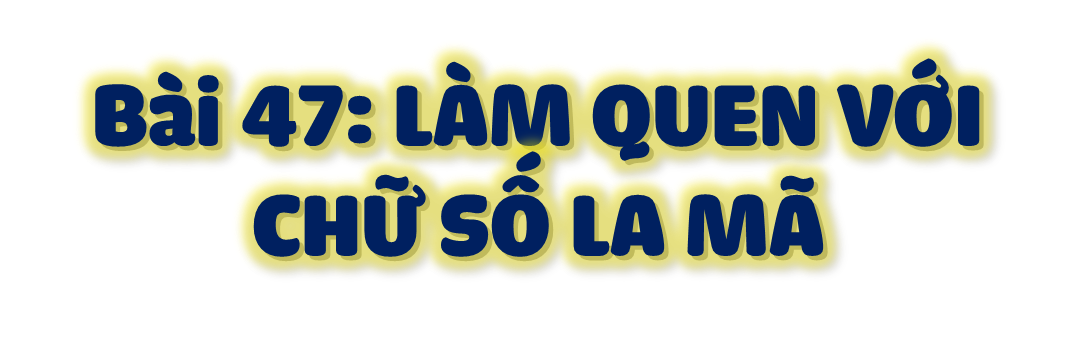 Bài 47: LÀM QUEN VỚI
CHỮ SỐ LA MÃ